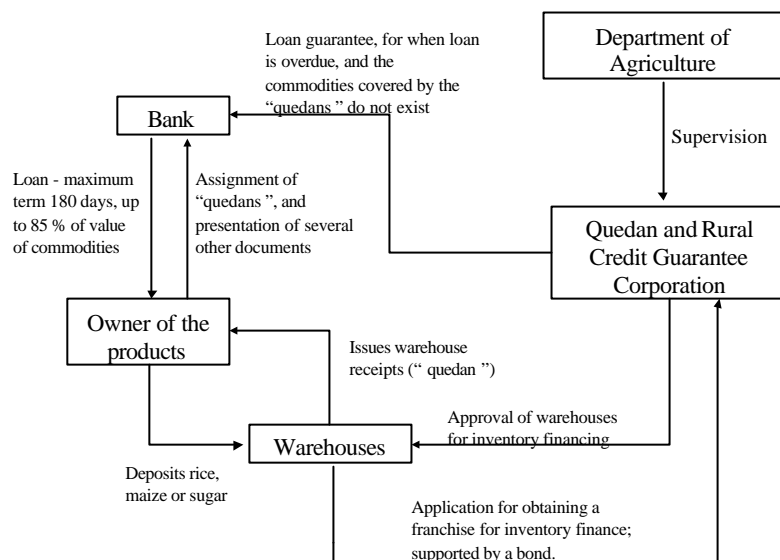 Loan guarantee, for when loan
is overdue, and the
commodities covered by the
“quedans ” do not exist
Department of
Agriculture
Bank
Supervision
Loan - maximum
term 180 days, up
to 85 % of value
of commodities
Assignment of
“quedans ”, and
presentation of several
other documents
Quedan and Rural
Credit Guarantee
Corporation
Owner of the
products
Issues warehouse
receipts (“ quedan ”)
Approval of warehouses
for inventory financing
Warehouses
Deposits rice,
maize or sugar
Application for obtaining a
franchise for inventory finance;
supported by a bond.